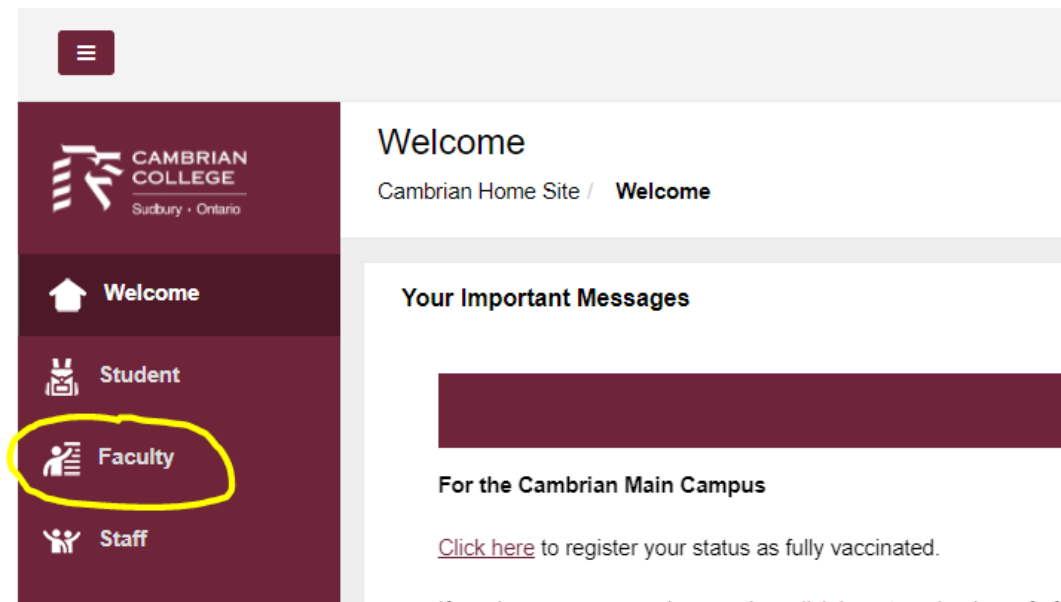 CAMBRIAN
COLLEGE
Sudbury • Ontario
Welcome
Student
Faculty
Staff
Welcome
Cambrian Home Site / Welcome
Your Important Messages
For the Cambrian Main Campus
Click here to register your status as fully vaccinated.